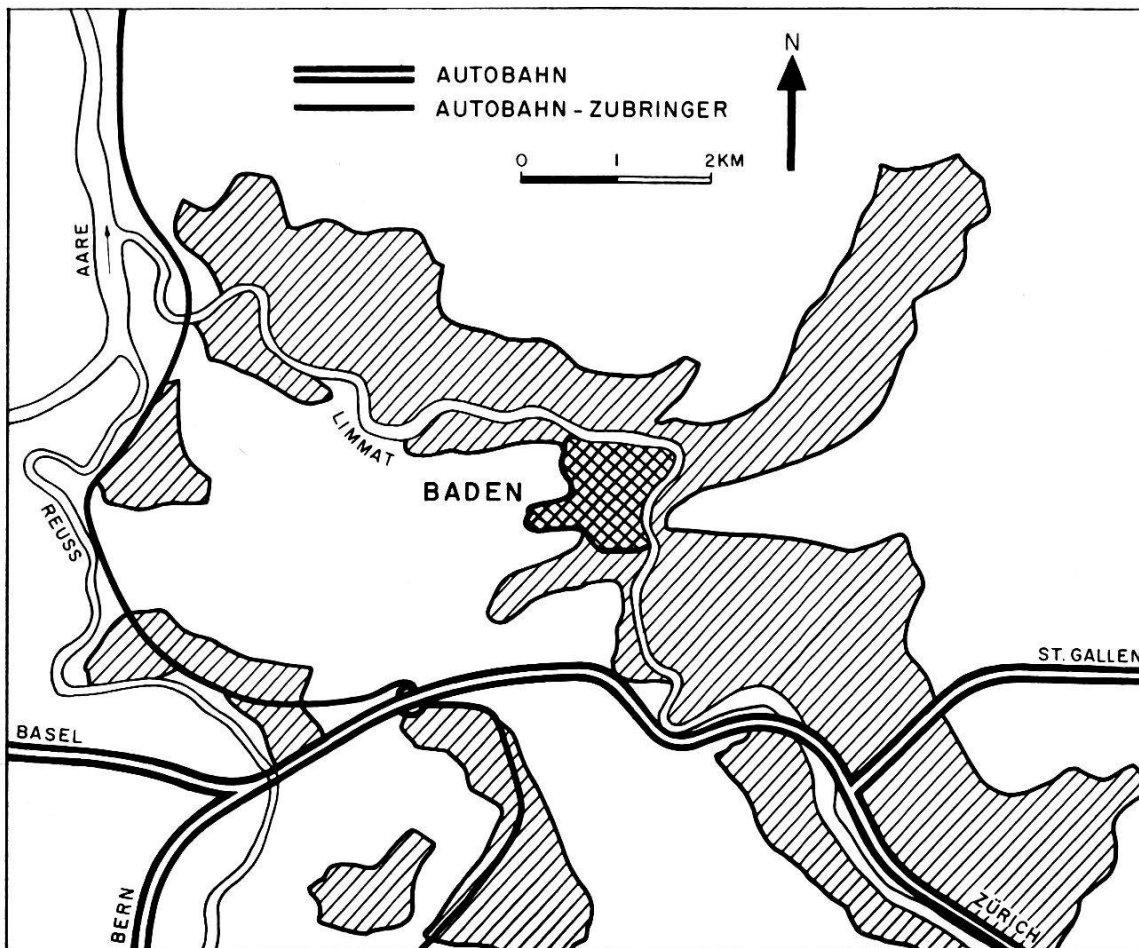 AUTOBAHN
AUTOBAHN - ZUBRINGER
N
0 1 2KM
AARE
LIMMAT
BADEN
REUSS
ST. GALLEN
BASEL
BERN
ZÜRICH